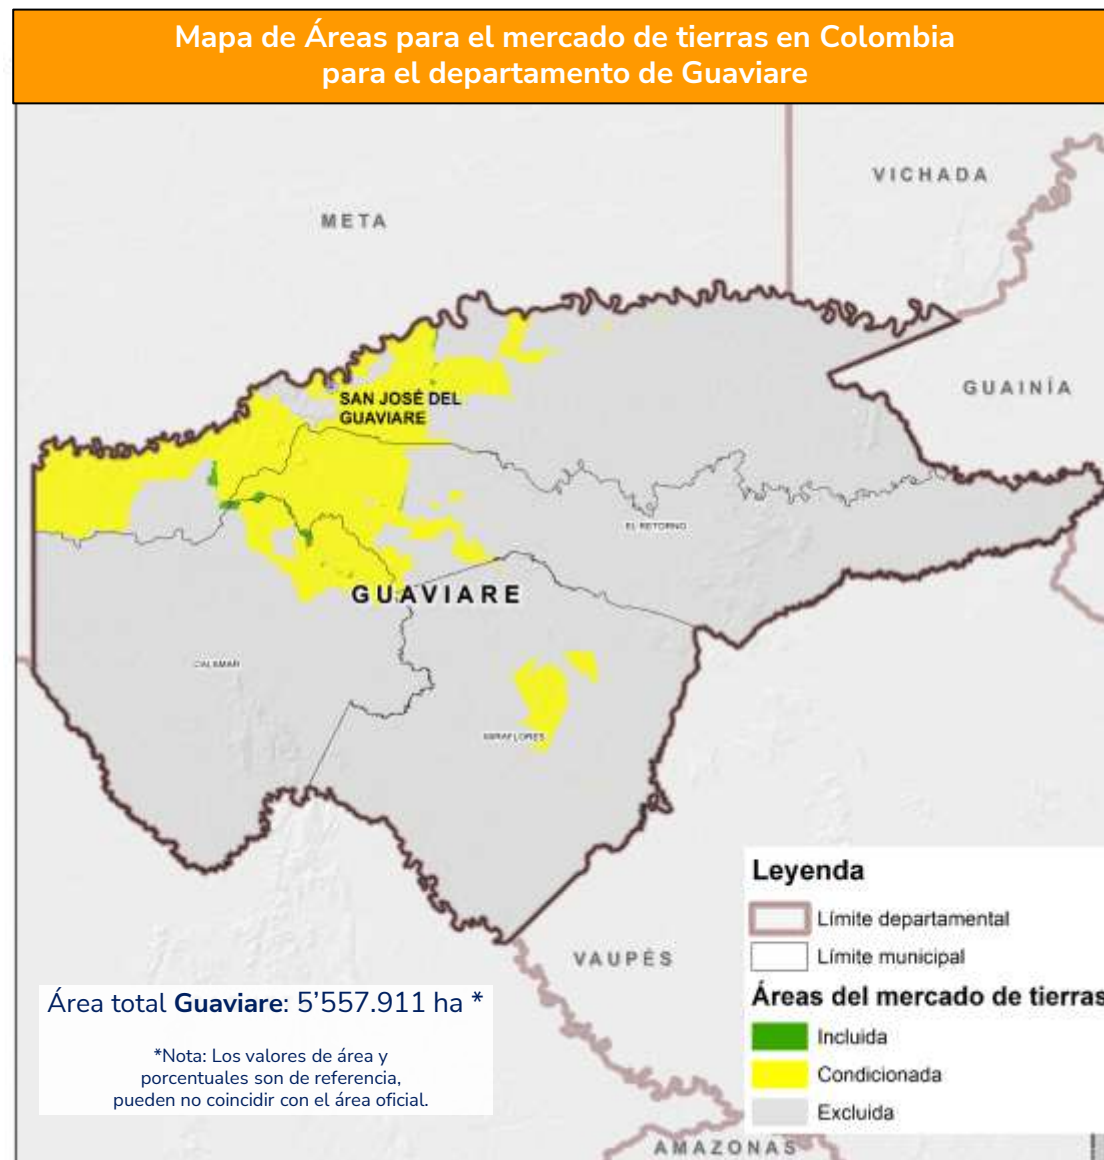 Mapa de Áreas para el mercado de tierras en Colombia
para el departamento de Guaviare
VICHADA
META
GUAINÍA
SAN JOSÉ DEL
GUAVIARE
EL RETORNO
GUAVIARE
CALAMAR
MIRAFLORES
VAUPÉS
AMAZONAS
Leyenda
Límite departamental
Límite municipal
Áreas del mercado de tierras
Incluida
Condicionada
Excluida
Área total Guaviare: 5’557.911 ha *
*Nota: Los valores de área y
porcentuales son de referencia,
pueden no coincidir con el área oficial.